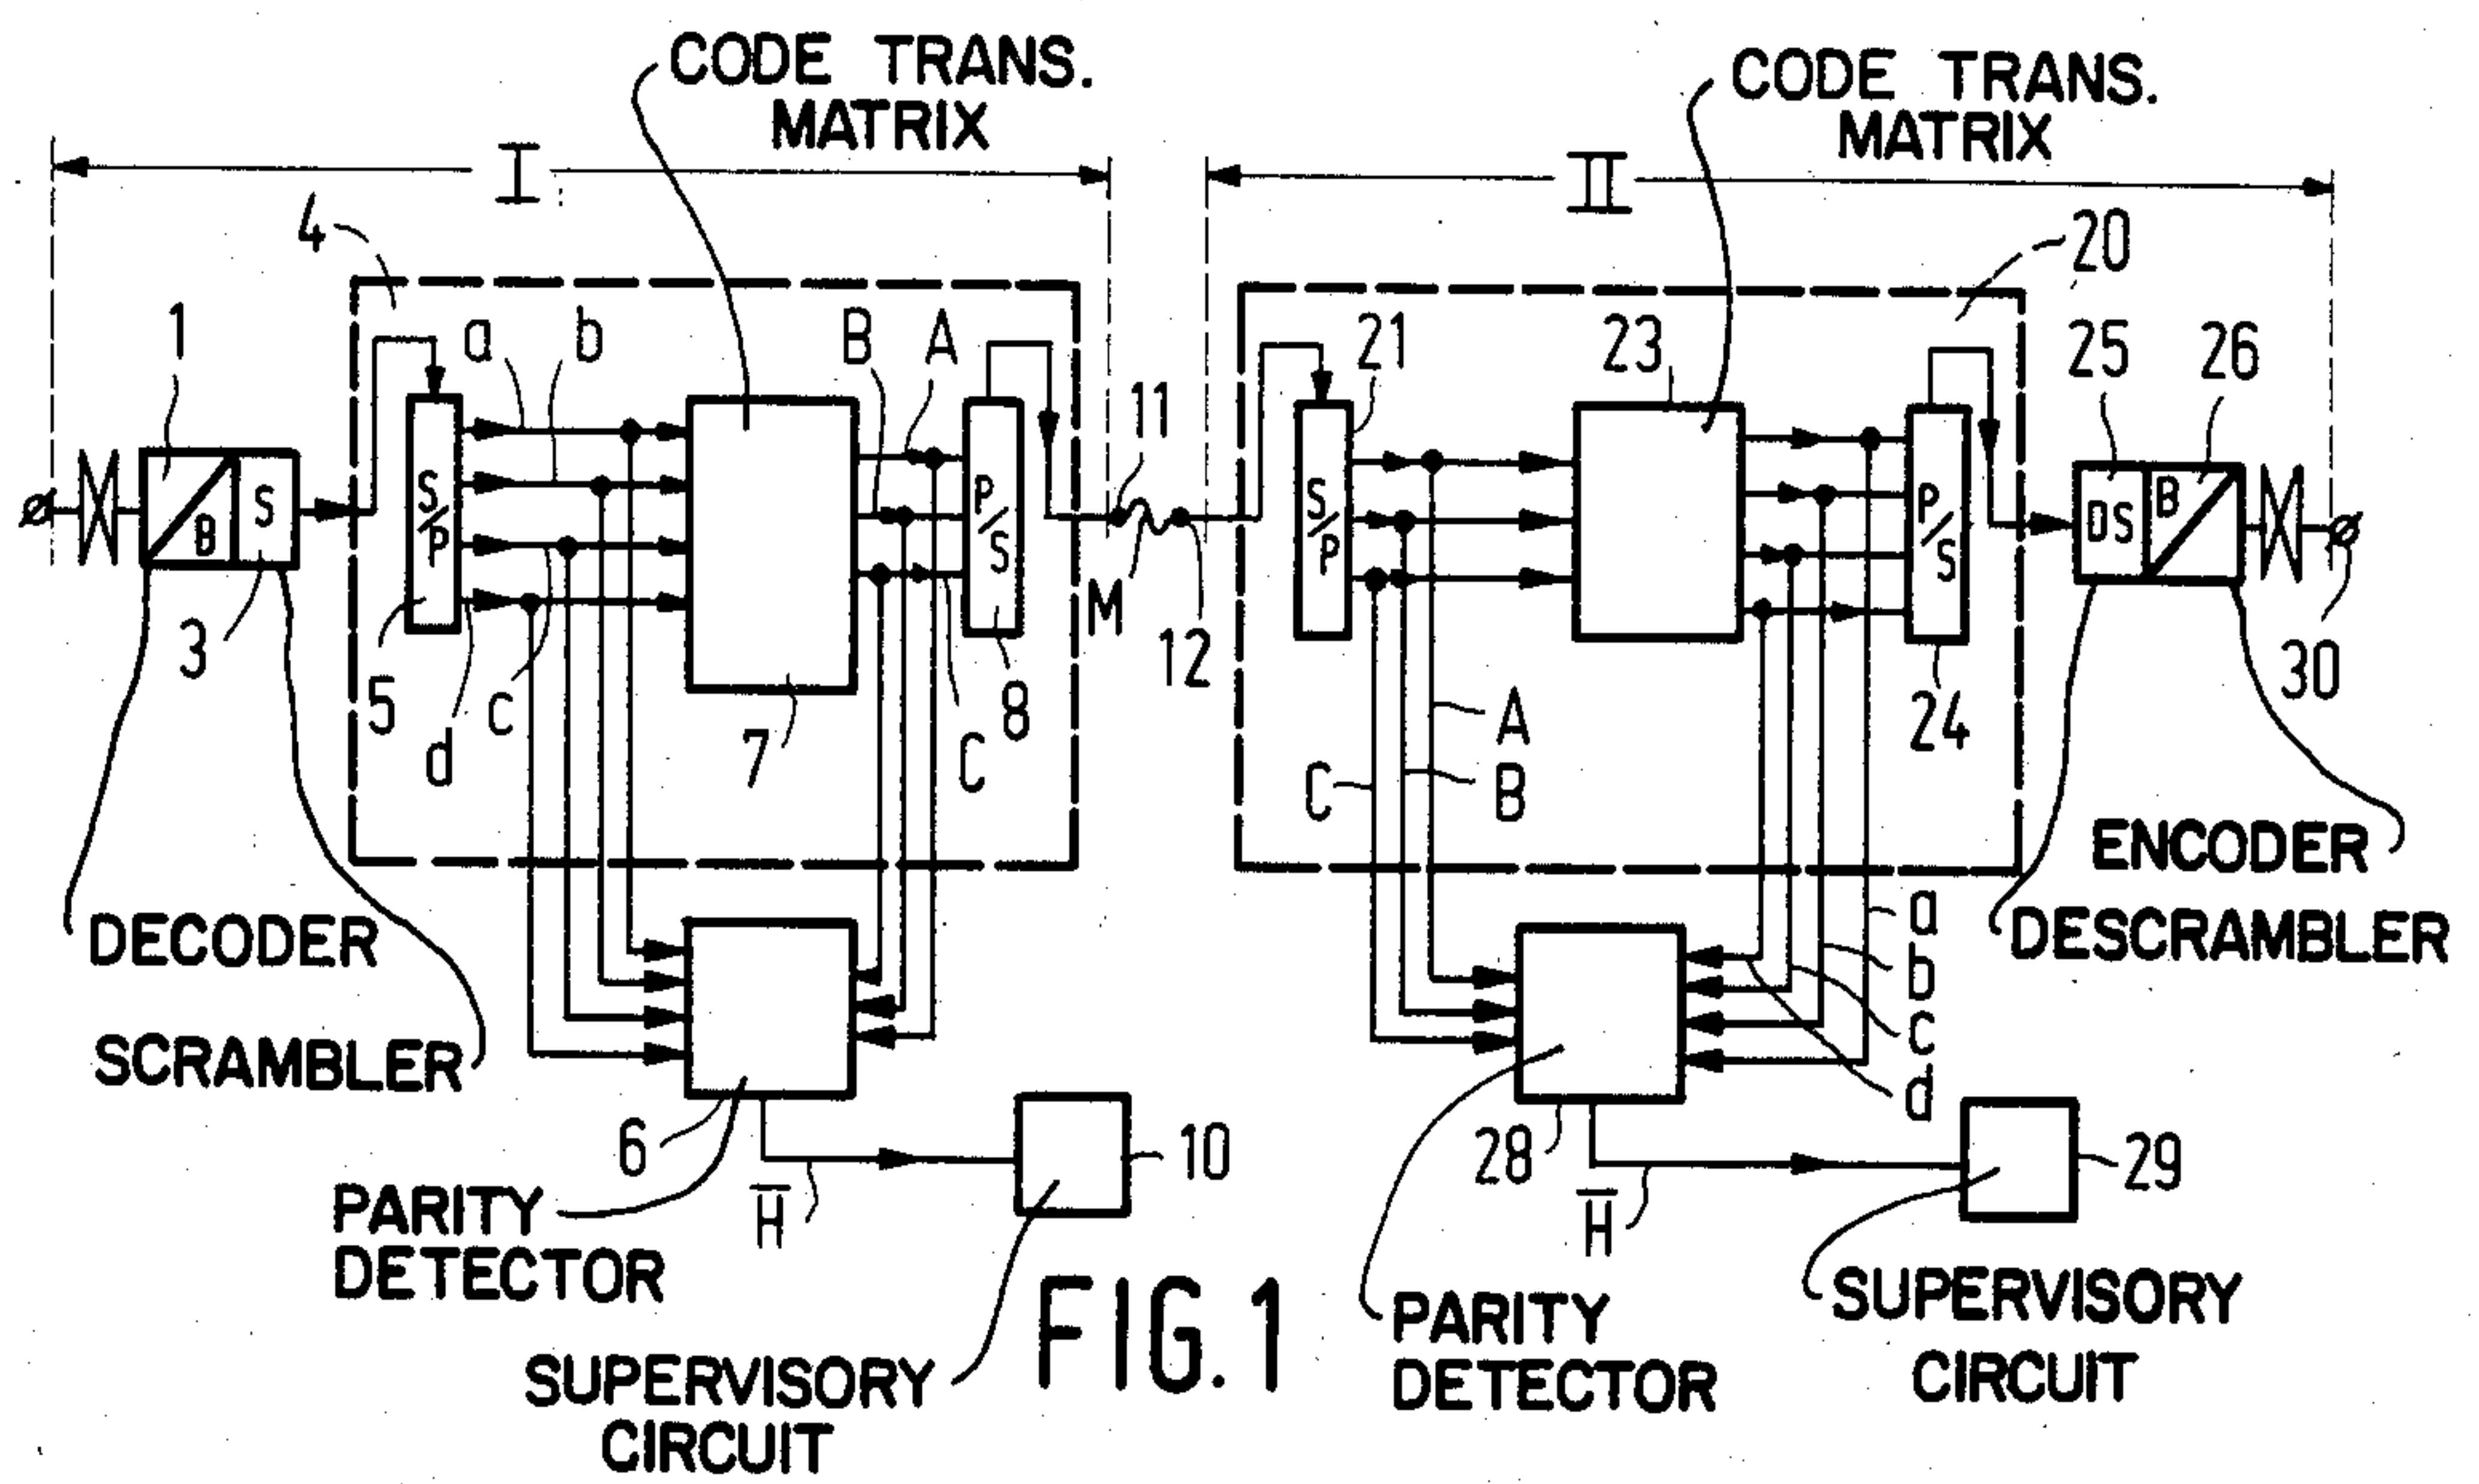 CODE TRANS.
MATRIX
CODE TRANS.
MATRIX
I
II
4
20
1
a
b
B
A
11
21
23
25
26
S/P
P/S
S/P
P/S
B
S
DS
B
3
5
d
c
7
C
8
M
12
A
B
C
24
30
ENCODER
DESCRAMBLER
DECODER
SCRAMBLER
a
b
c
d
6
10
28
29
H̅
H̅
PARITY
DETECTOR
SUPERVISORY
CIRCUIT
FIG. 1
PARITY
DETECTOR
SUPERVISORY
CIRCUIT